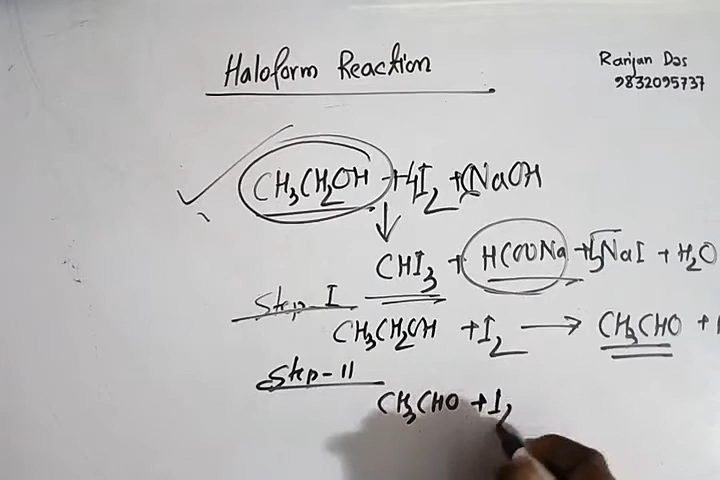 Haloform Reaction
Ranjan Das
9832095737
CH3CH2OH + 4I2 + 6NaOH
↓
CHI3 + HCOONa + 5NaI + H2O
Step-I
CH3CH2OH + I2 → CH3CHO +
Step-II
CH3CHO + I2